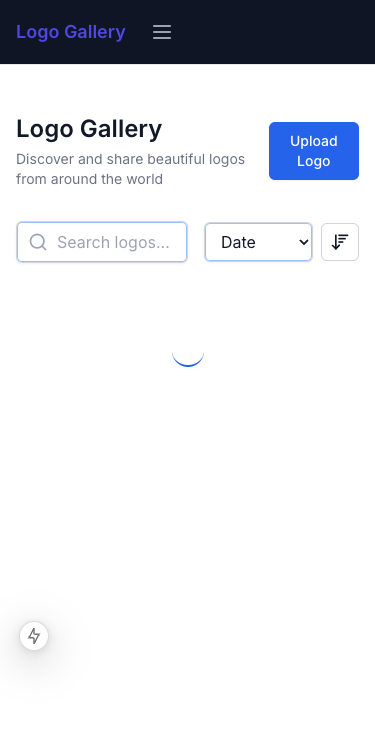 Logo Gallery
Logo Gallery
Discover and share beautiful logos
from around the world
Upload
Logo
Search logos...
Date